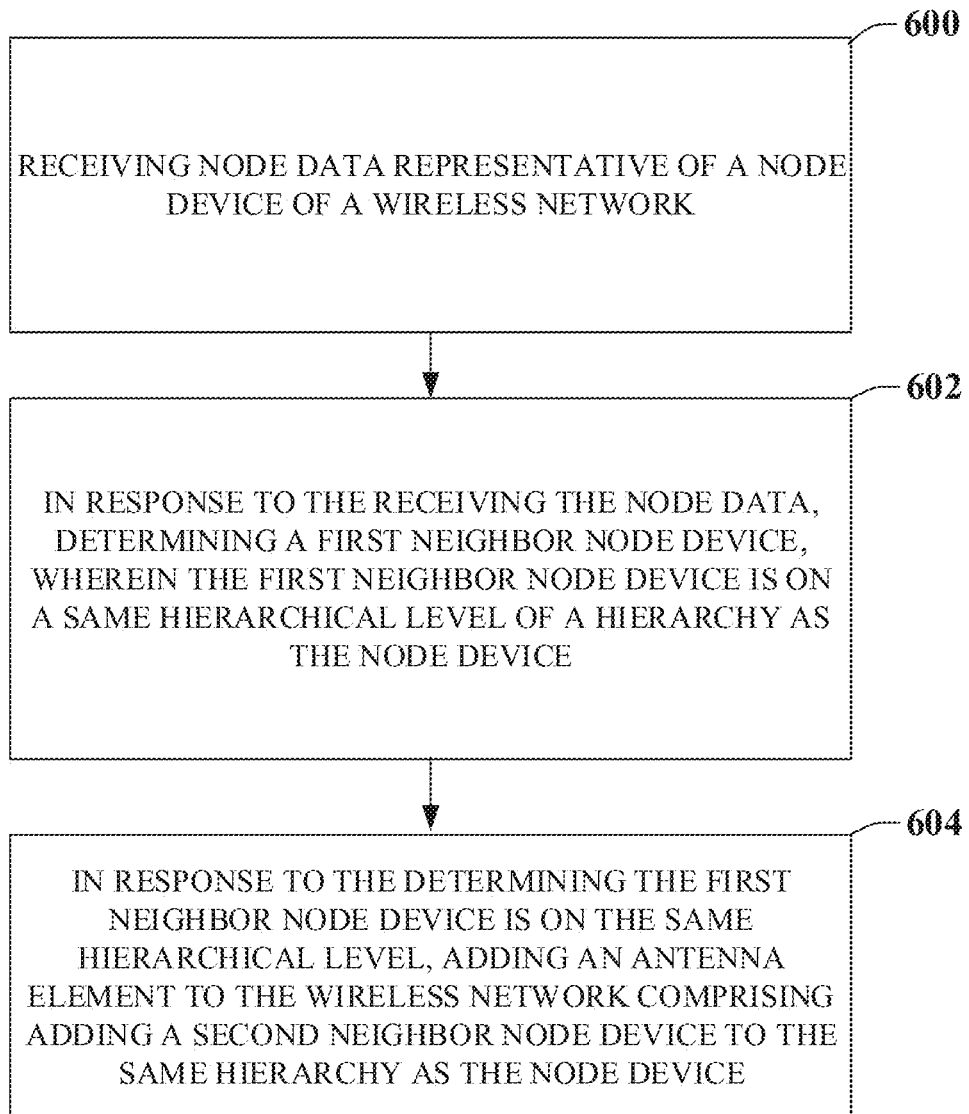 600
RECEIVING NODE DATA REPRESENTATIVE OF A NODE
DEVICE OF A WIRELESS NETWORK
602
IN RESPONSE TO THE RECEIVING THE NODE DATA,
DETERMINING A FIRST NEIGHBOR NODE DEVICE,
WHEREIN THE FIRST NEIGHBOR NODE DEVICE IS ON
A SAME HIERARCHICAL LEVEL OF A HIERARCHY AS
THE NODE DEVICE
604
IN RESPONSE TO THE DETERMINING THE FIRST
NEIGHBOR NODE DEVICE IS ON THE SAME
HIERARCHICAL LEVEL, ADDING AN ANTENNA
ELEMENT TO THE WIRELESS NETWORK COMPRISING
ADDING A SECOND NEIGHBOR NODE DEVICE TO THE
SAME HIERARCHY AS THE NODE DEVICE